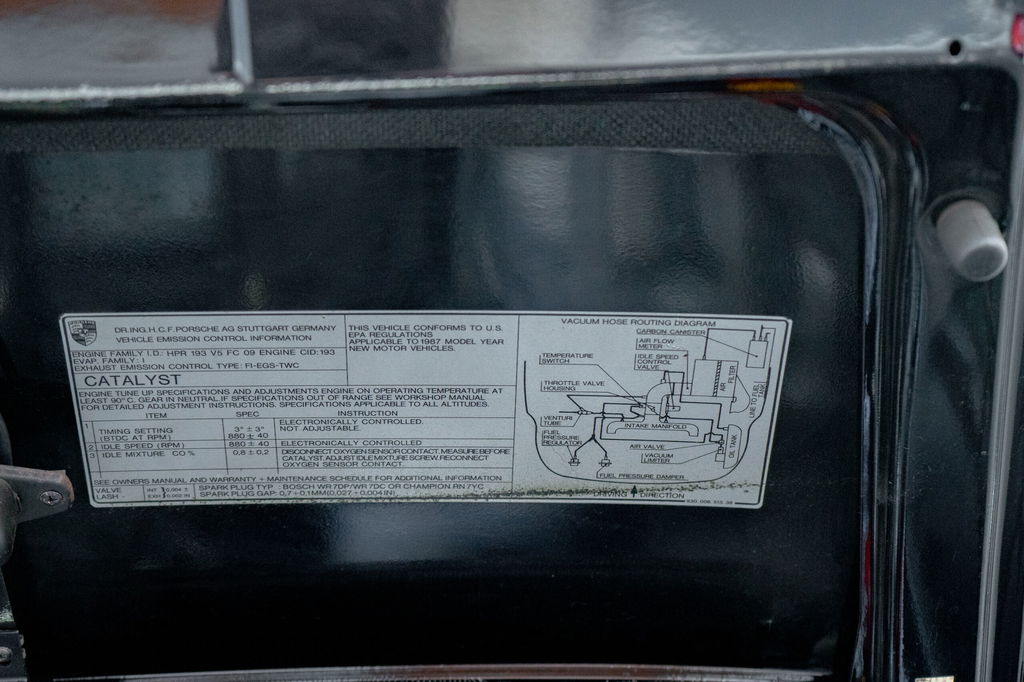 DR.ING.H.C.F.PORSCHE AG STUTTGART GERMANY
VEHICLE EMISSION CONTROL INFORMATION
THIS VEHICLE CONFORMS TO U.S.
EPA REGULATIONS
APPLICABLE TO 1987 MODEL YEAR
NEW MOTOR VEHICLES.
ENGINE FAMILY I.D.: HPR 193 V5 FC 09 ENGINE CID:193
EVAP. FAMILY: I
EXHAUST EMISSION CONTROL TYPE: FI-EGS-TWC
CATALYST
ENGINE TUNE UP SPECIFICATIONS AND ADJUSTMENTS ENGINE ON OPERATING TEMPERATURE AT
LEAST 90°C. GEAR IN NEUTRAL.IF SPECIFICATIONS OUT OF RANGE SEE WORKSHOP MANUAL
FOR DETAILED ADJUSTMENT INSTRUCTIONS. SPECIFICATIONS APPLICABLE TO ALL ALTITUDES.
ITEM SPEC INSTRUCTION
1 TIMING SETTING 3° ± 3° ELECTRONICALLY CONTROLLED.
(BTDC AT RPM) 880 ± 40 NOT ADJUSTABLE.
2 IDLE SPEED (RPM) 880 ± 40 ELECTRONICALLY CONTROLLED
3 IDLE MIXTURE CO % 0,8 ± 0,2 DISCONNECT OXYGEN SENSOR CONTACT. MEASURE BEFORE
CATALYST. ADJUST IDLE MIXTURE SCREW. RECONNECT
OXYGEN SENSOR CONTACT.
SEE OWNERS MANUAL AND WARRANTY + MAINTENANCE SCHEDULE FOR ADDITIONAL INFORMATION
VALVE
LASH
SPARK PLUG TYP : BOSCH WR 7DP/WR 7DC OR CHAMPION RN 7YC
SPARK PLUG GAP: 0,7 + 0.1MM(0,027 + 0,004 IN)
VACUUM HOSE ROUTING DIAGRAM
CARBON CANISTER
AIR FLOW
METER
TEMPERATURE
SWITCH
IDLE SPEED
CONTROL
VALVE
THROTTLE VALVE
HOUSING
AIR
FILTER
LINE TO FUEL
TANK
VENTURI
TUBE
INTAKE MANIFOLD
FUEL
PRESSURE
REGULATOR
AIR VALVE
VACUUM
LIMITER
OIL TANK
FUEL PRESSURE DAMPER
DRIVING DIRECTION